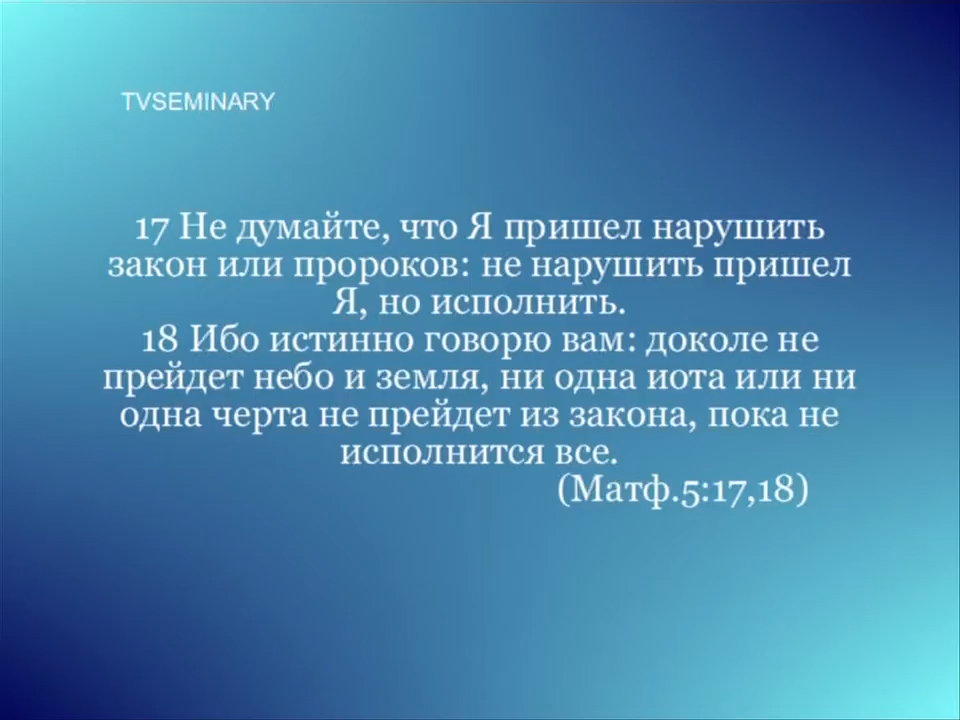 TVSEMINARY
17 Не думайте, что Я пришел нарушить
закон или пророков: не нарушить пришел
Я, но исполнить.
18 Ибо истинно говорю вам: доколе не
прейдет небо и земля, ни одна иота или ни
одна черта не прейдет из закона, пока не
исполнится все.
(Матф.5:17,18)